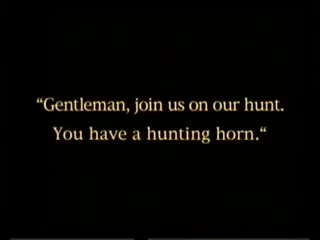 “Gentleman, join us on our hunt.
You have a hunting horn.“